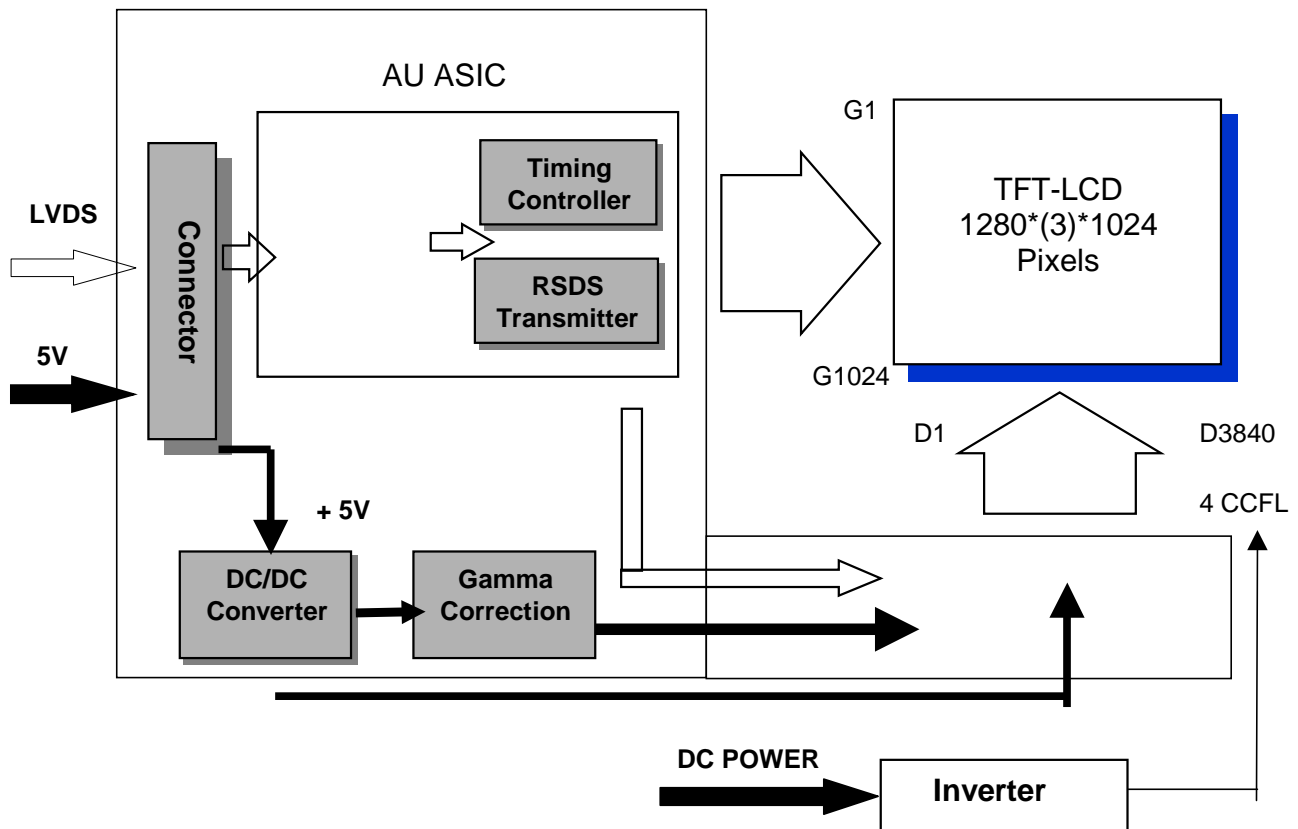 AU ASIC
G1
Timing
Controller
TFT-LCD
1280*(3)*1024
Pixels
LVDS
Connector
RSDS
Transmitter
5V
G1024
D1
D3840
+ 5V
4 CCFL
DC/DC
Converter
Gamma
Correction
DC POWER
Inverter